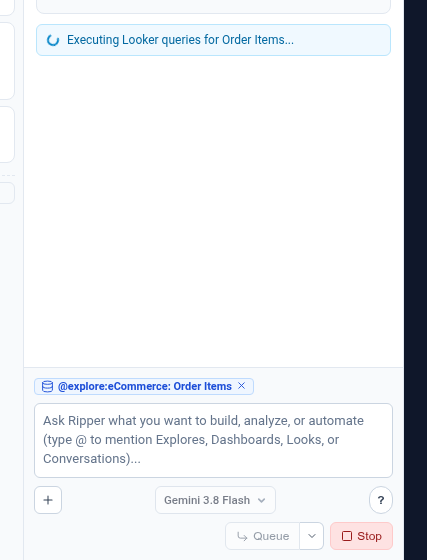 Executing Looker queries for Order Items...
@explore:eCommerce: Order Items
Ask Ripper what you want to build, analyze, or automate
(type @ to mention Explores, Dashboards, Looks, or
Conversations)...
Gemini 3.8 Flash
?
Queue
Stop